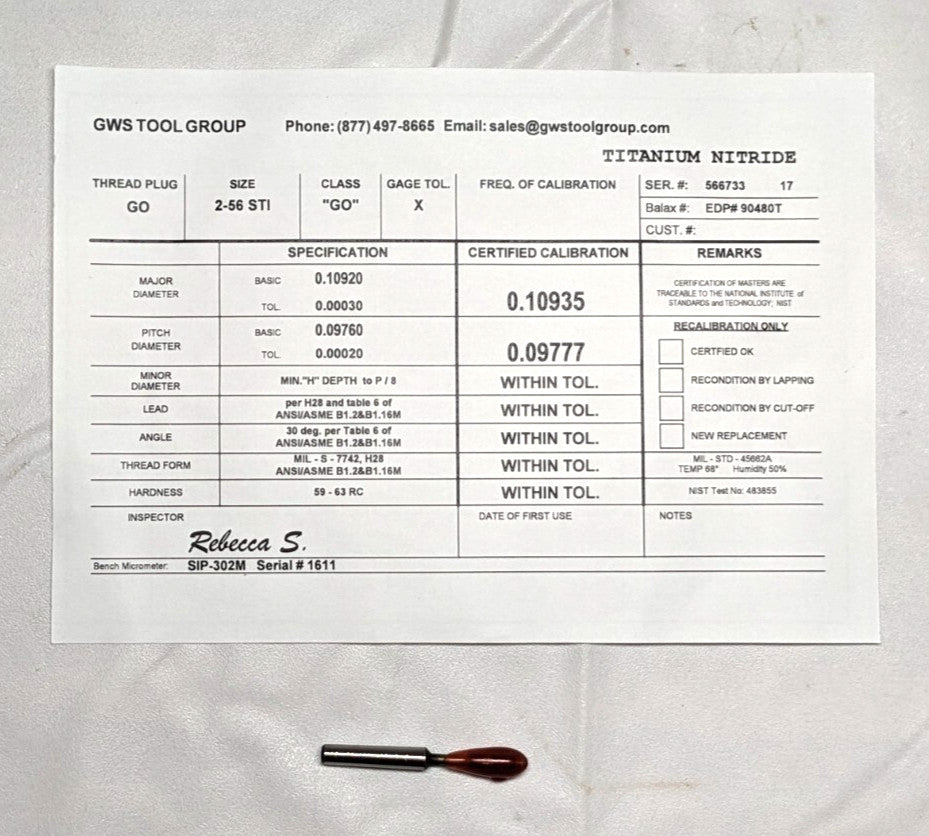 GWS TOOL GROUP Phone: (877) 497-8665 Email: sales@gwstoolgroup.com
TITANIUM NITRIDE
THREAD PLUG SIZE CLASS GAGE TOL. FREQ. OF CALIBRATION SER. #: 566733 17
GO 2-56 STI "GO" X Balax #: EDP# 90480T
CUST. #:
SPECIFICATION CERTIFIED CALIBRATION REMARKS
MAJOR DIAMETER BASIC 0.10920
TOL. 0.00030 0.10935
CERTIFICATION OF MASTERS ARE
TRACEABLE TO THE NATIONAL INSTITUTE of
STANDARDS and TECHNOLOGY; NIST
PITCH DIAMETER BASIC 0.09760
TOL. 0.00020 0.09777
RECALIBRATION ONLY
CERTFIED OK
MINOR DIAMETER MIN."H" DEPTH to P / 8 WITHIN TOL. RECONDITION BY LAPPING
LEAD per H28 and table 6 of
ANSI/ASME B1.2&B1.16M WITHIN TOL. RECONDITION BY CUT-OFF
ANGLE 30 deg. per Table 6 of
ANSI/ASME B1.2&B1.16M WITHIN TOL. NEW REPLACEMENT
THREAD FORM MIL - S - 7742, H28
ANSI/ASME B1.2&B1.16M WITHIN TOL.
MIL - STD - 45662A
TEMP 68° Humidity 50%
HARDNESS 59 - 63 RC WITHIN TOL. NIST Test No: 483855
INSPECTOR DATE OF FIRST USE NOTES
Rebecca S.
Bench Micrometer: SIP-302M Serial # 1611